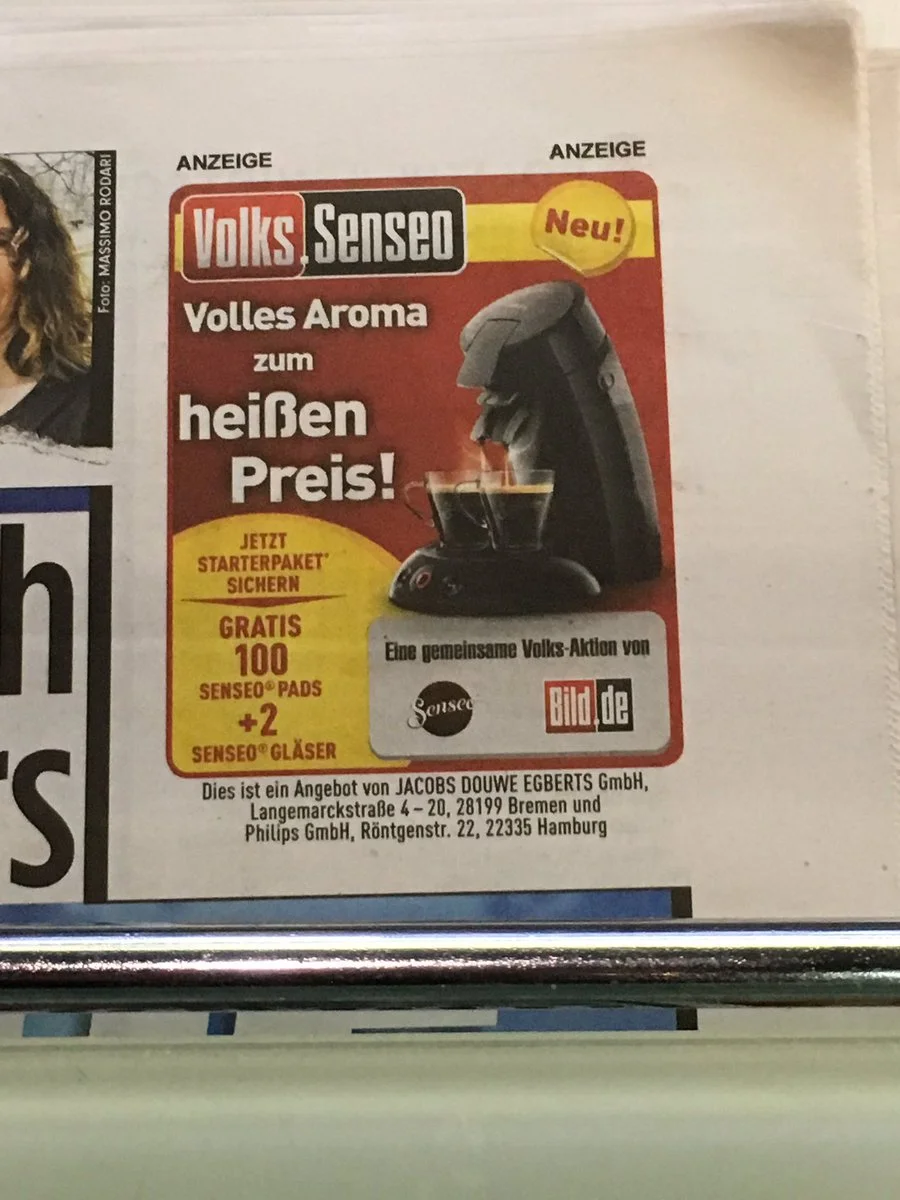 Foto: MASSIMO RODARI
ANZEIGE
ANZEIGE
Volks.Senseo
Neu!
Volles Aroma
zum
heißen
Preis!
JETZT
STARTERPAKET*
SICHERN
GRATIS
100
SENSEO® PADS
+2
SENSEO® GLÄSER
Eine gemeinsame Volks-Aktion von
Senseo
Bild.de
Dies ist ein Angebot von JACOBS DOUWE EGBERTS GmbH,
Langemarckstraße 4 – 20, 28199 Bremen und
Philips GmbH, Röntgenstr. 22, 22335 Hamburg
h
rs